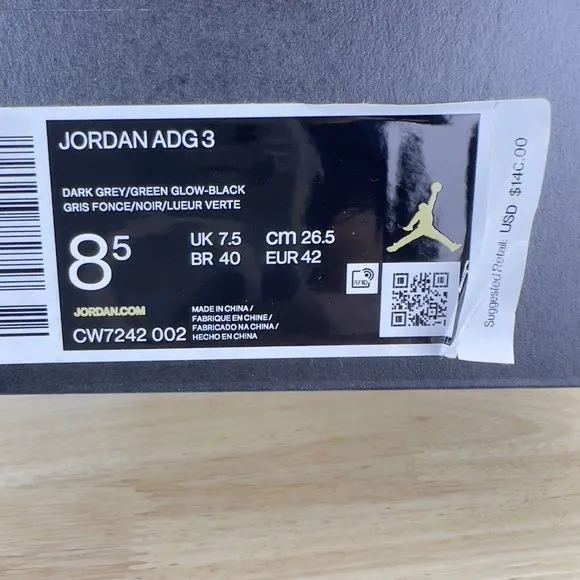 JORDAN ADG 3
DARK GREY/GREEN GLOW-BLACK
GRIS FONCE/NOIR/LUEUR VERTE
8⁵
UK 7.5 cm 26.5
BR 40 EUR 42
RFID
JORDAN.COM
CW7242 002
MADE IN CHINA /
FABRIQUE EN CHINE /
FABRICADO NA CHINA /
HECHO EN CHINA
Suggested Retail: USD $140.00